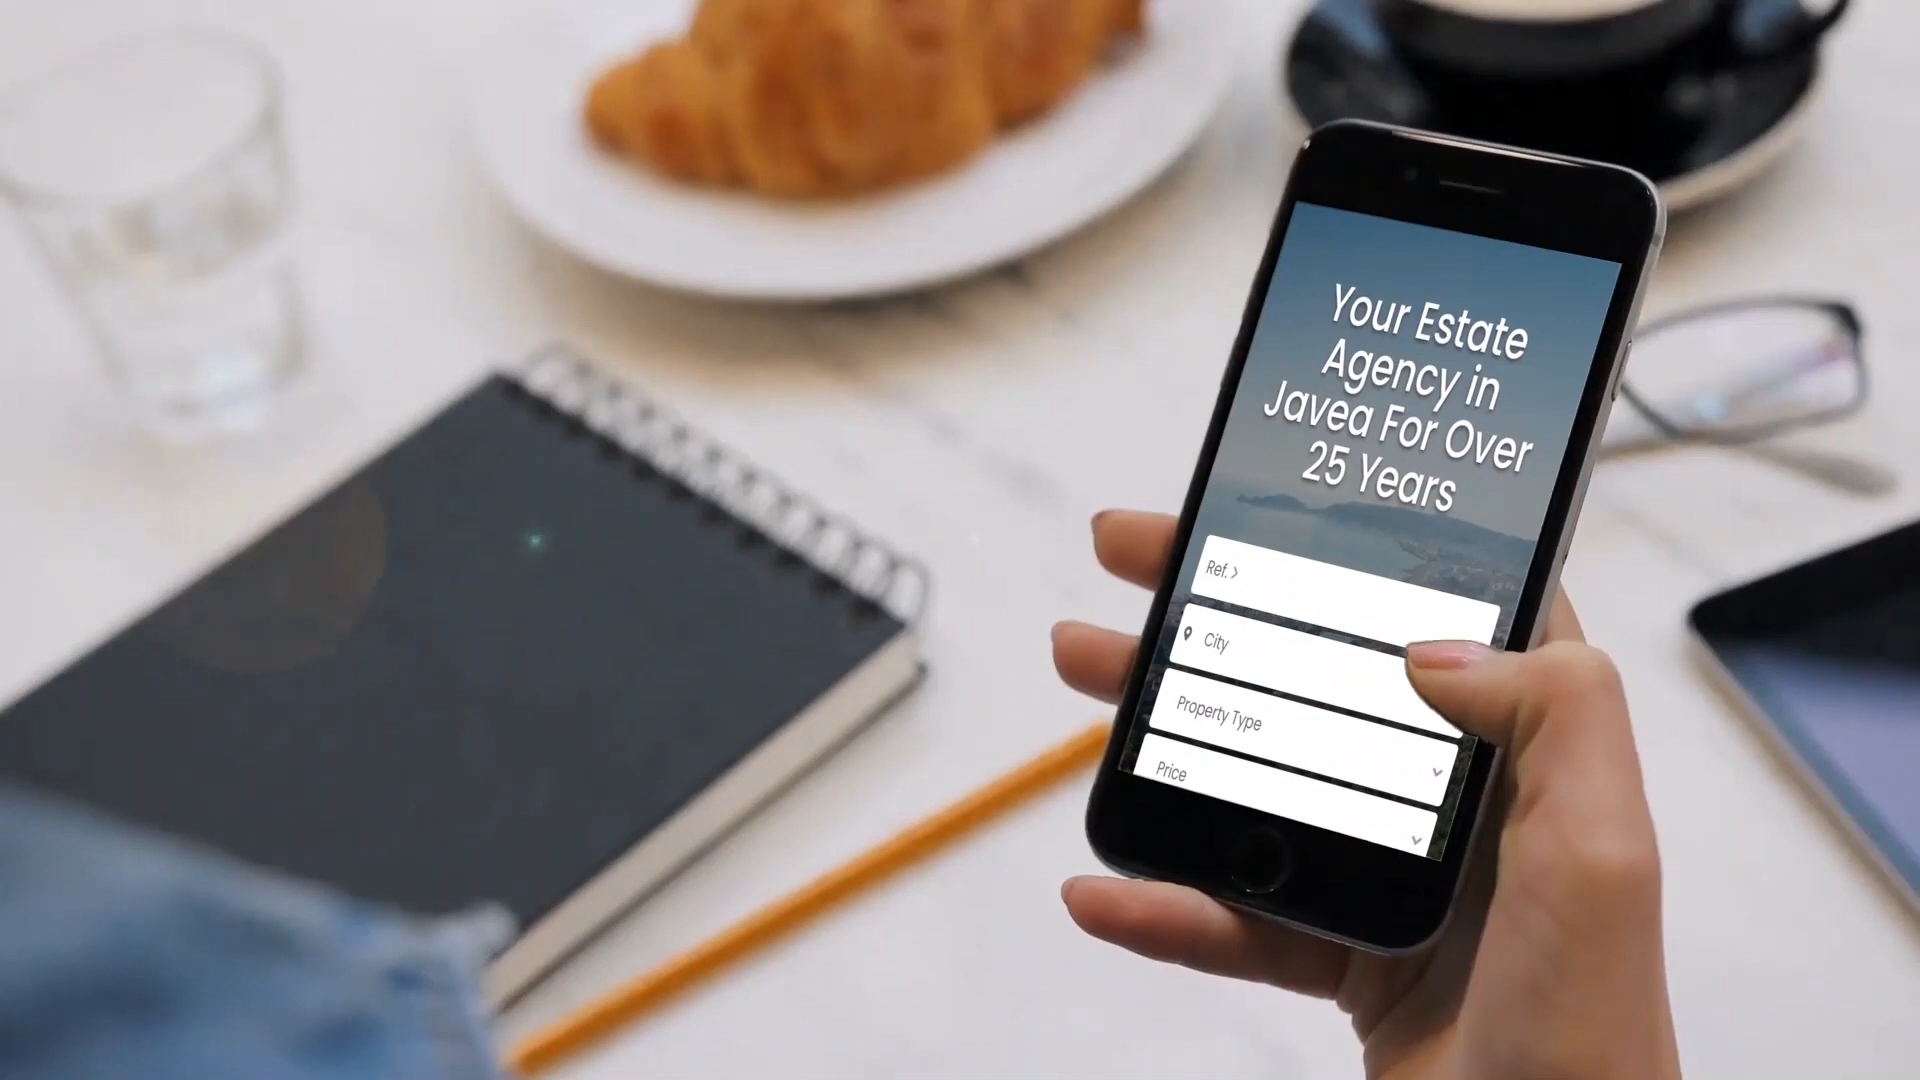 Your Estate
Agency in
Javea For Over
25 Years
Ref. >
City
Property Type
Price